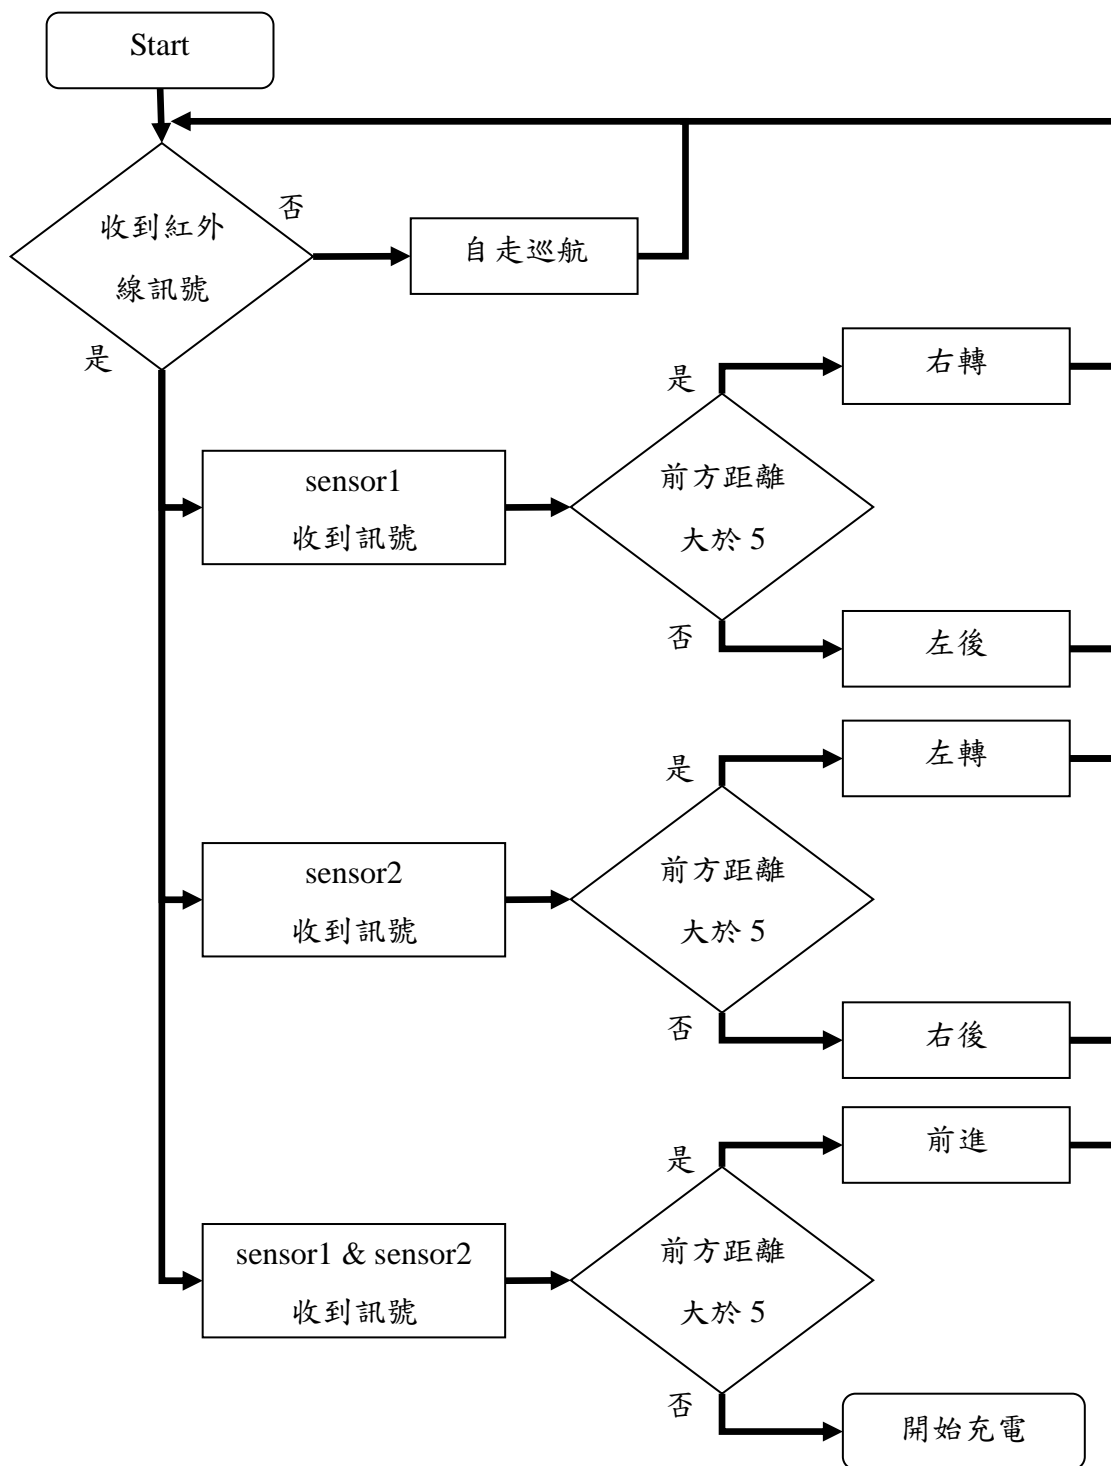 Start
收到紅外
線訊號
否
自走巡航
是
是
右轉
sensor1
收到訊號
前方距離
大於 5
否
左後
是
左轉
sensor2
收到訊號
前方距離
大於 5
否
右後
是
前進
sensor1 & sensor2
收到訊號
前方距離
大於 5
否
開始充電